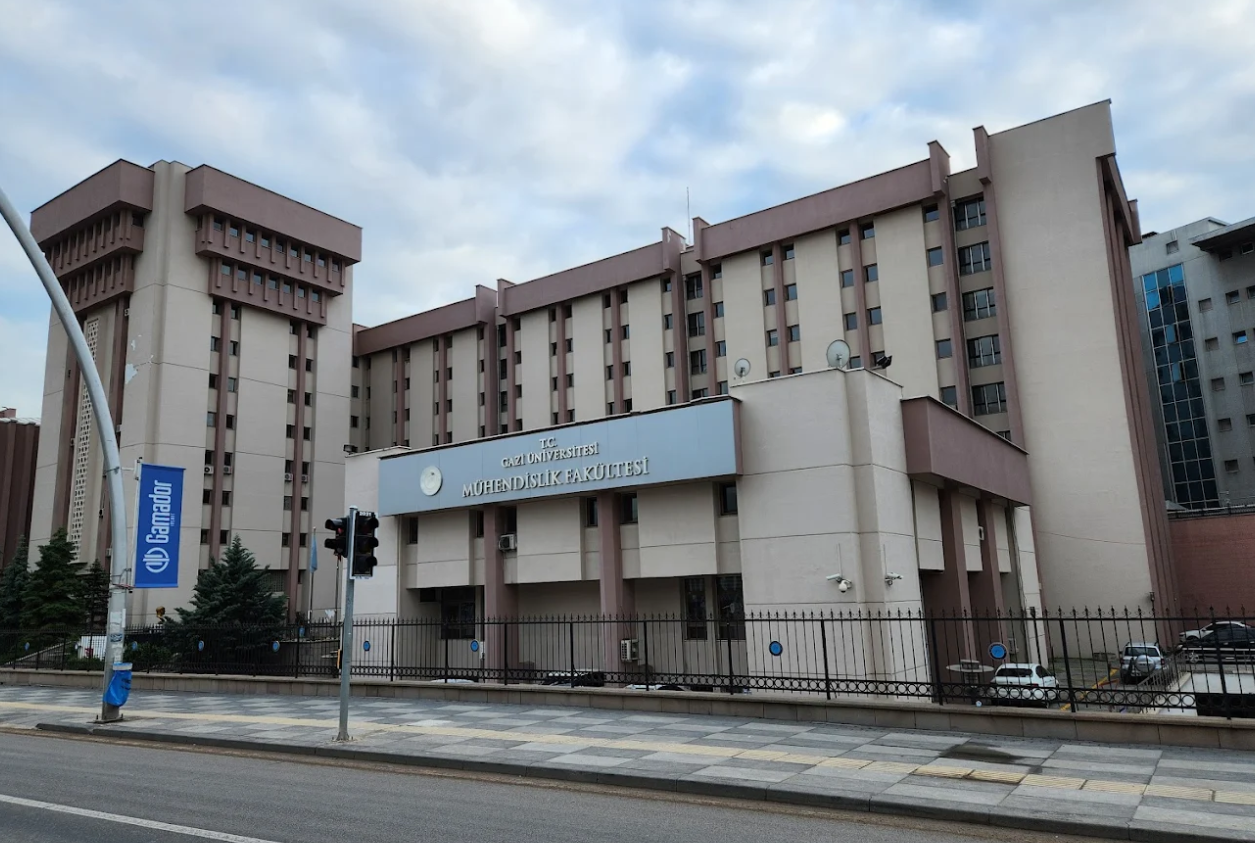 T.C.
GAZİ ÜNİVERSİTESİ
MÜHENDİSLİK FAKÜLTESİ
Gamador